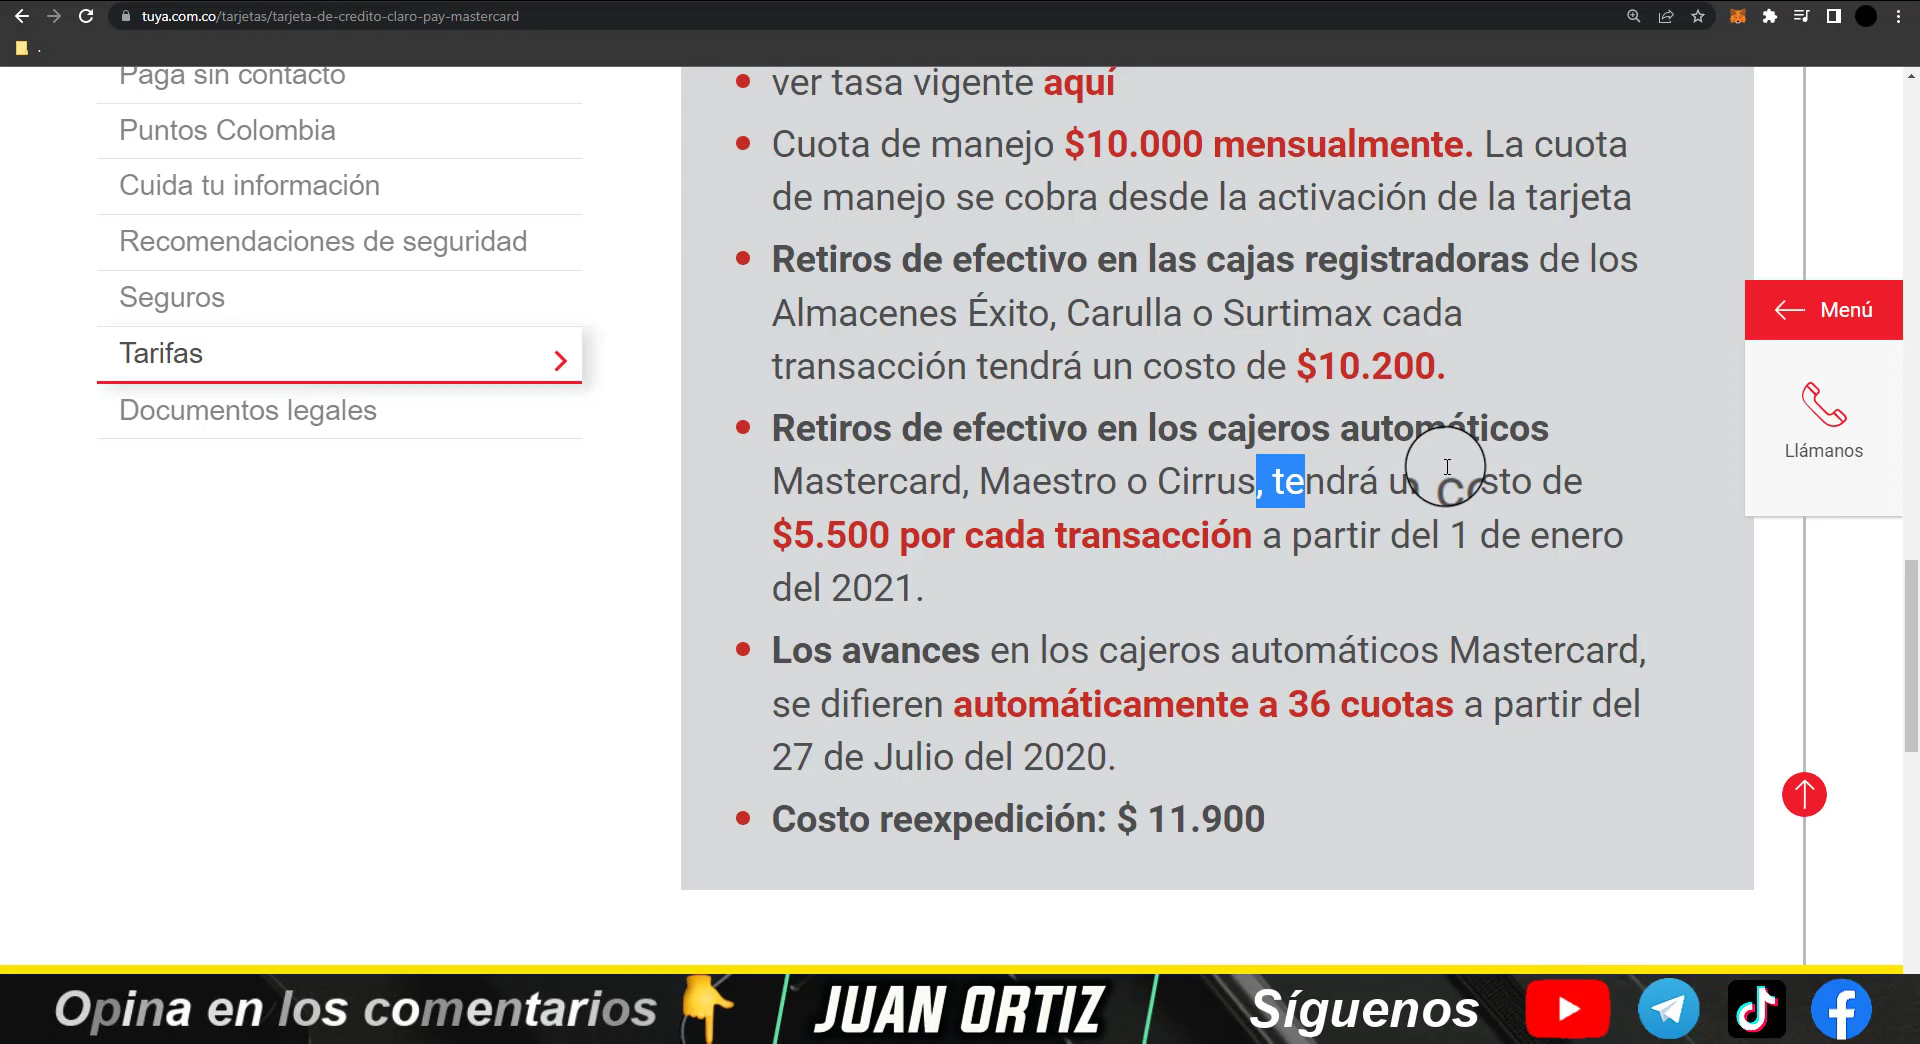 tuya.com.co/tarjetas/tarjeta-de-credito-claro-pay-mastercard
.
Paga sin contacto
Puntos Colombia
Cuida tu información
Recomendaciones de seguridad
Seguros
Tarifas
Documentos legales
ver tasa vigente aquí
Cuota de manejo $10.000 mensualmente. La cuota
de manejo se cobra desde la activación de la tarjeta
Retiros de efectivo en las cajas registradoras de los
Almacenes Éxito, Carulla o Surtimax cada
transacción tendrá un costo de $10.200.
Retiros de efectivo en los cajeros automáticos
Mastercard, Maestro o Cirrus, tendrá un costo de
$5.500 por cada transacción a partir del 1 de enero
del 2021.
Los avances en los cajeros automáticos Mastercard,
se difieren automáticamente a 36 cuotas a partir del
27 de Julio del 2020.
Costo reexpedición: $ 11.900
Menú
Llámanos
Opina en los comentarios
JUAN ORTIZ
Síguenos